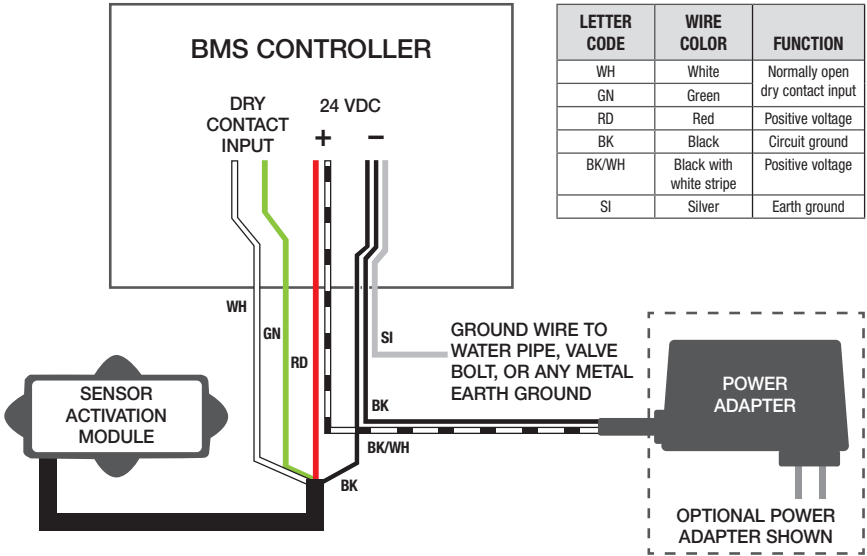 BMS CONTROLLER
DRY
CONTACT
INPUT
24 VDC
+
–
LETTER
CODE
WIRE
COLOR
FUNCTION
WH
White
Normally open
dry contact input
GN
Green
RD
Red
Positive voltage
BK
Black
Circuit ground
BK/WH
Black with
white stripe
Positive voltage
SI
Silver
Earth ground
WH
GN
RD
SI
GROUND WIRE TO
WATER PIPE, VALVE
BOLT, OR ANY METAL
EARTH GROUND
BK
BK/WH
BK
SENSOR
ACTIVATION
MODULE
POWER
ADAPTER
OPTIONAL POWER
ADAPTER SHOWN